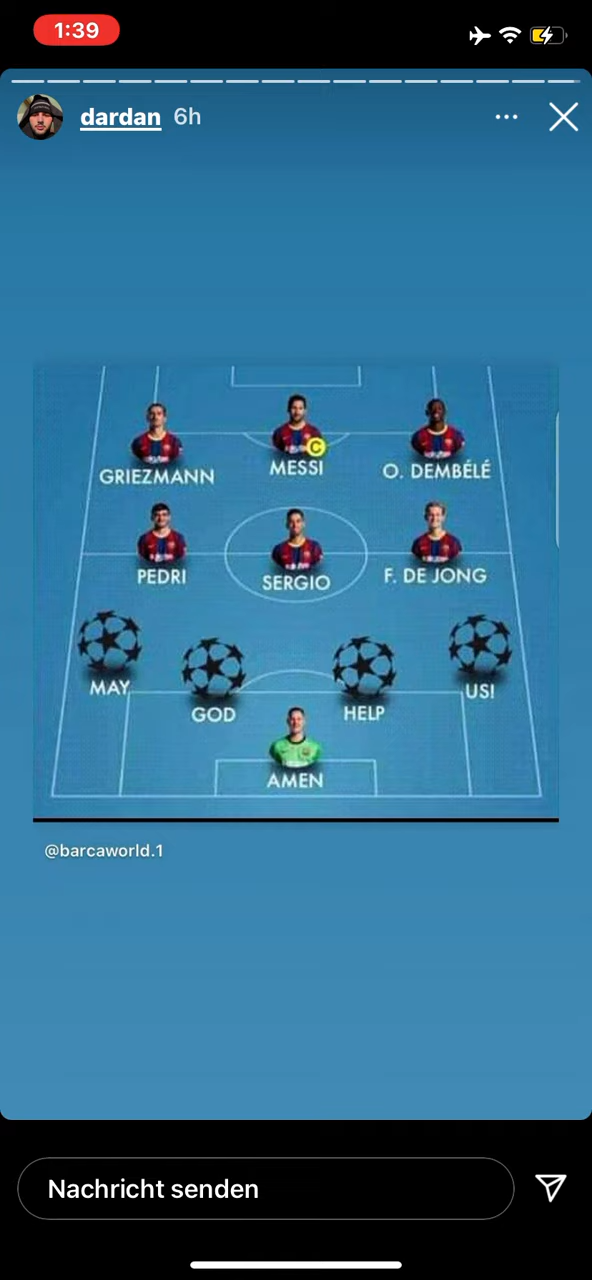 1:39
dardan 6h
GRIEZMANN MESSI O. DEMBÉLÉ
C
PEDRI SERGIO F. DE JONG
MAY GOD HELP US!
AMEN
@barcaworld.1
Nachricht senden